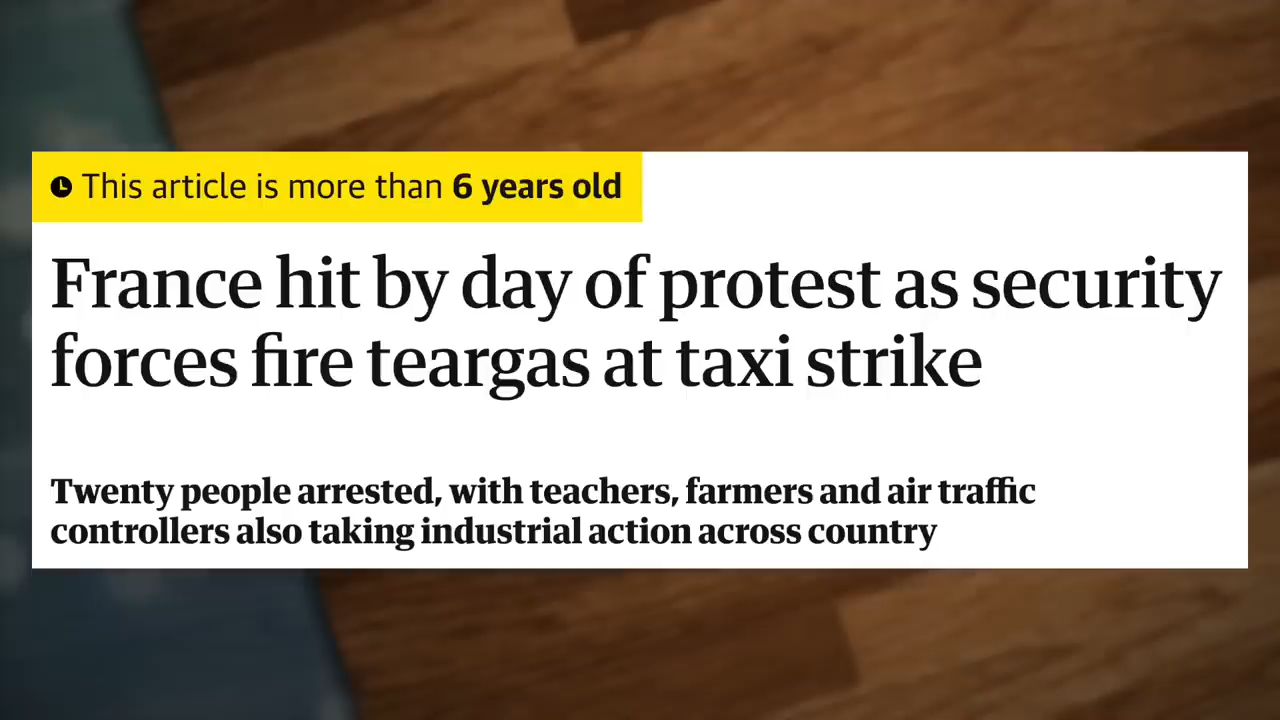 This article is more than 6 years old
France hit by day of protest as security
forces fire teargas at taxi strike
Twenty people arrested, with teachers, farmers and air traffic
controllers also taking industrial action across country